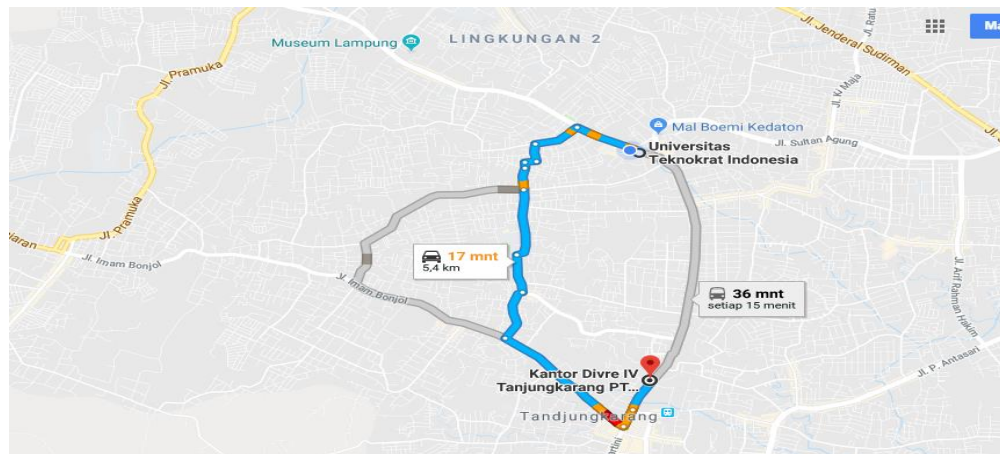 LINGKUNGAN 2
Museum Lampung
Jl. Pramuka
Jl. Jenderal Sudirman
Jl. Ki Maja
Mal Boemi Kedaton
Jl. Sultan Agung
Universitas
Teknokrat Indonesia
Jl. Pramuka
Jl. Imam Bonjol
17 mnt
5,4 km
Jl. Imam Bonjol
36 mnt
setiap 15 menit
Jl. Arif Rahman Hakim
Jl. P. Antasari
Kantor Divre IV
Tanjungkarang PT...
Tandjungkarang